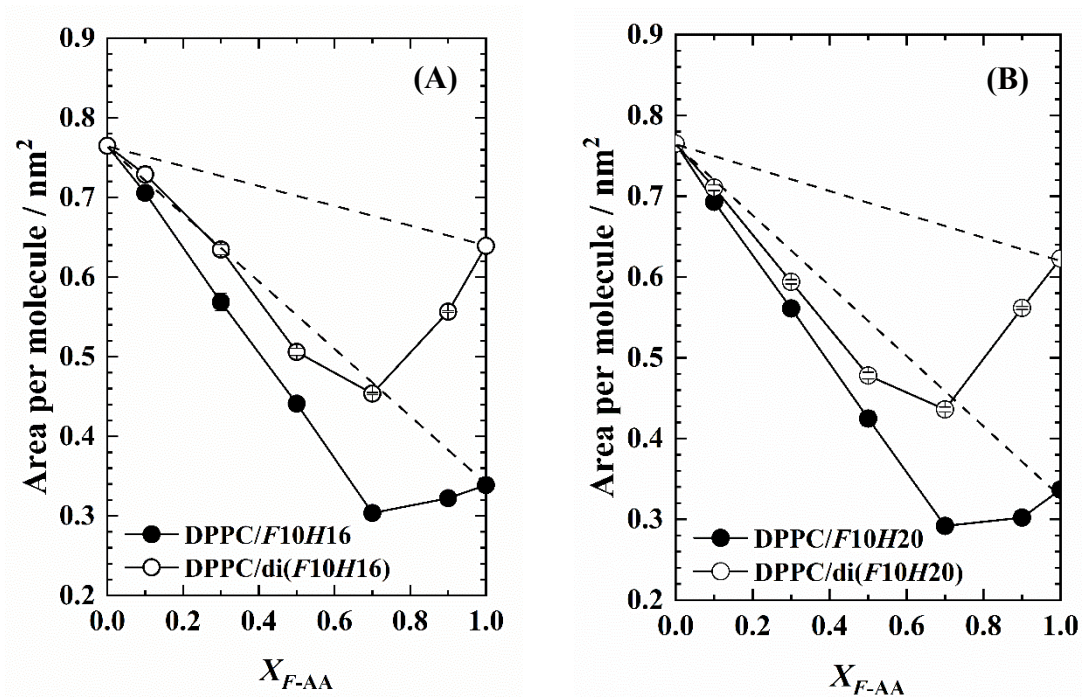 (A)
Area per molecule / nm²
0.9
0.8
0.7
0.6
0.5
0.4
0.3
0.2
DPPC/F10H16
DPPC/di(F10H16)
0.0 0.2 0.4 0.6 0.8 1.0
X_F-AA
(B)
Area per molecule / nm²
0.9
0.8
0.7
0.6
0.5
0.4
0.3
0.2
DPPC/F10H20
DPPC/di(F10H20)
0.0 0.2 0.4 0.6 0.8 1.0
X_F-AA